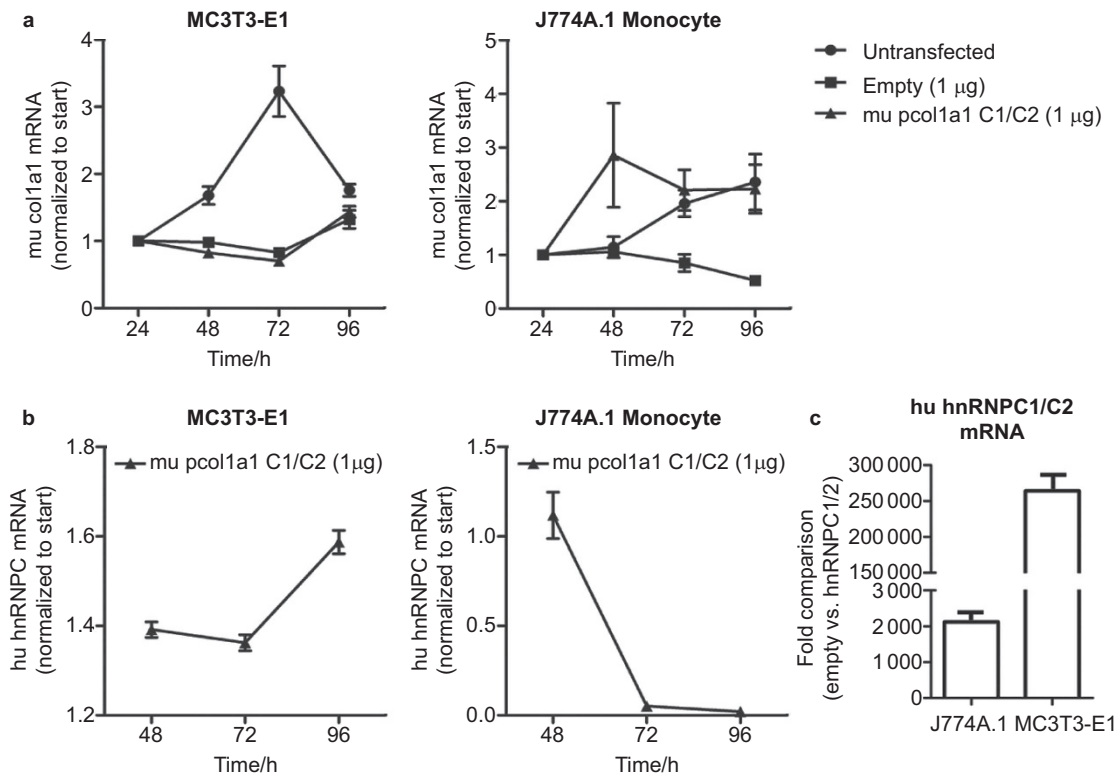 a
MC3T3-E1
mu col1a1 mRNA
(normalized to start)
4
3
2
1
0
24
48
72
96
Time/h
J774A.1 Monocyte
mu col1a1 mRNA
(normalized to start)
5
4
3
2
1
0
24
48
72
96
Time/h
Untransfected
Empty (1 μg)
mu pcol1a1 C1/C2 (1 μg)
b
MC3T3-E1
mu pcol1a1 C1/C2 (1μg)
hu hnRNPC mRNA
(normalized to start)
1.8
1.6
1.4
1.2
48
72
96
Time/h
J774A.1 Monocyte
mu pcol1a1 C1/C2 (1μg)
hu hnRNPC mRNA
(normalized to start)
1.5
1.0
0.5
0.0
48
72
96
Time/h
c
hu hnRNPC1/C2
mRNA
Fold comparison
(empty vs. hnRNPC1/2)
300 000
250 000
200 000
150 000
3 000
2 000
1 000
0
J774A.1 MC3T3-E1